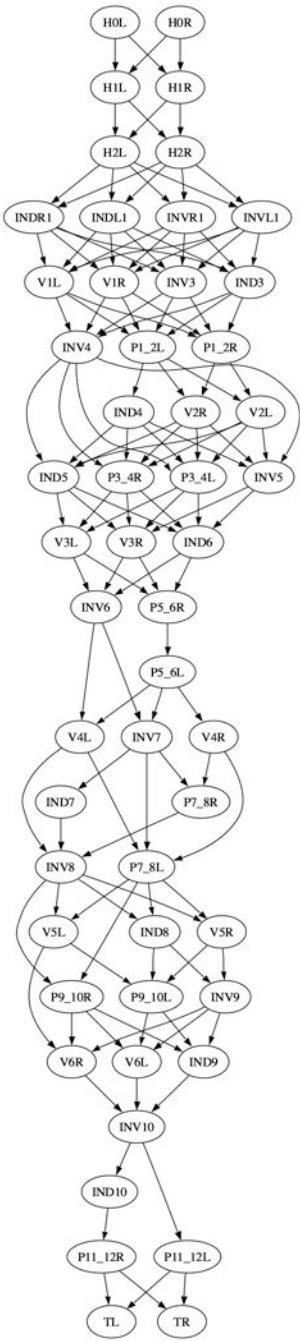 H0L H0R
H1L H1R
H2L H2R
INDR1 INDL1 INVR1 INVL1
V1L V1R INV3 IND3
INV4 P1_2L P1_2R
IND4 V2R V2L
IND5 P3_4R P3_4L INV5
V3L V3R IND6
INV6 P5_6R
P5_6L
V4L INV7 V4R
IND7 P7_8R
INV8 P7_8L
V5L IND8 V5R
P9_10R P9_10L INV9
V6R V6L IND9
INV10
IND10
P11_12R P11_12L
TL TR